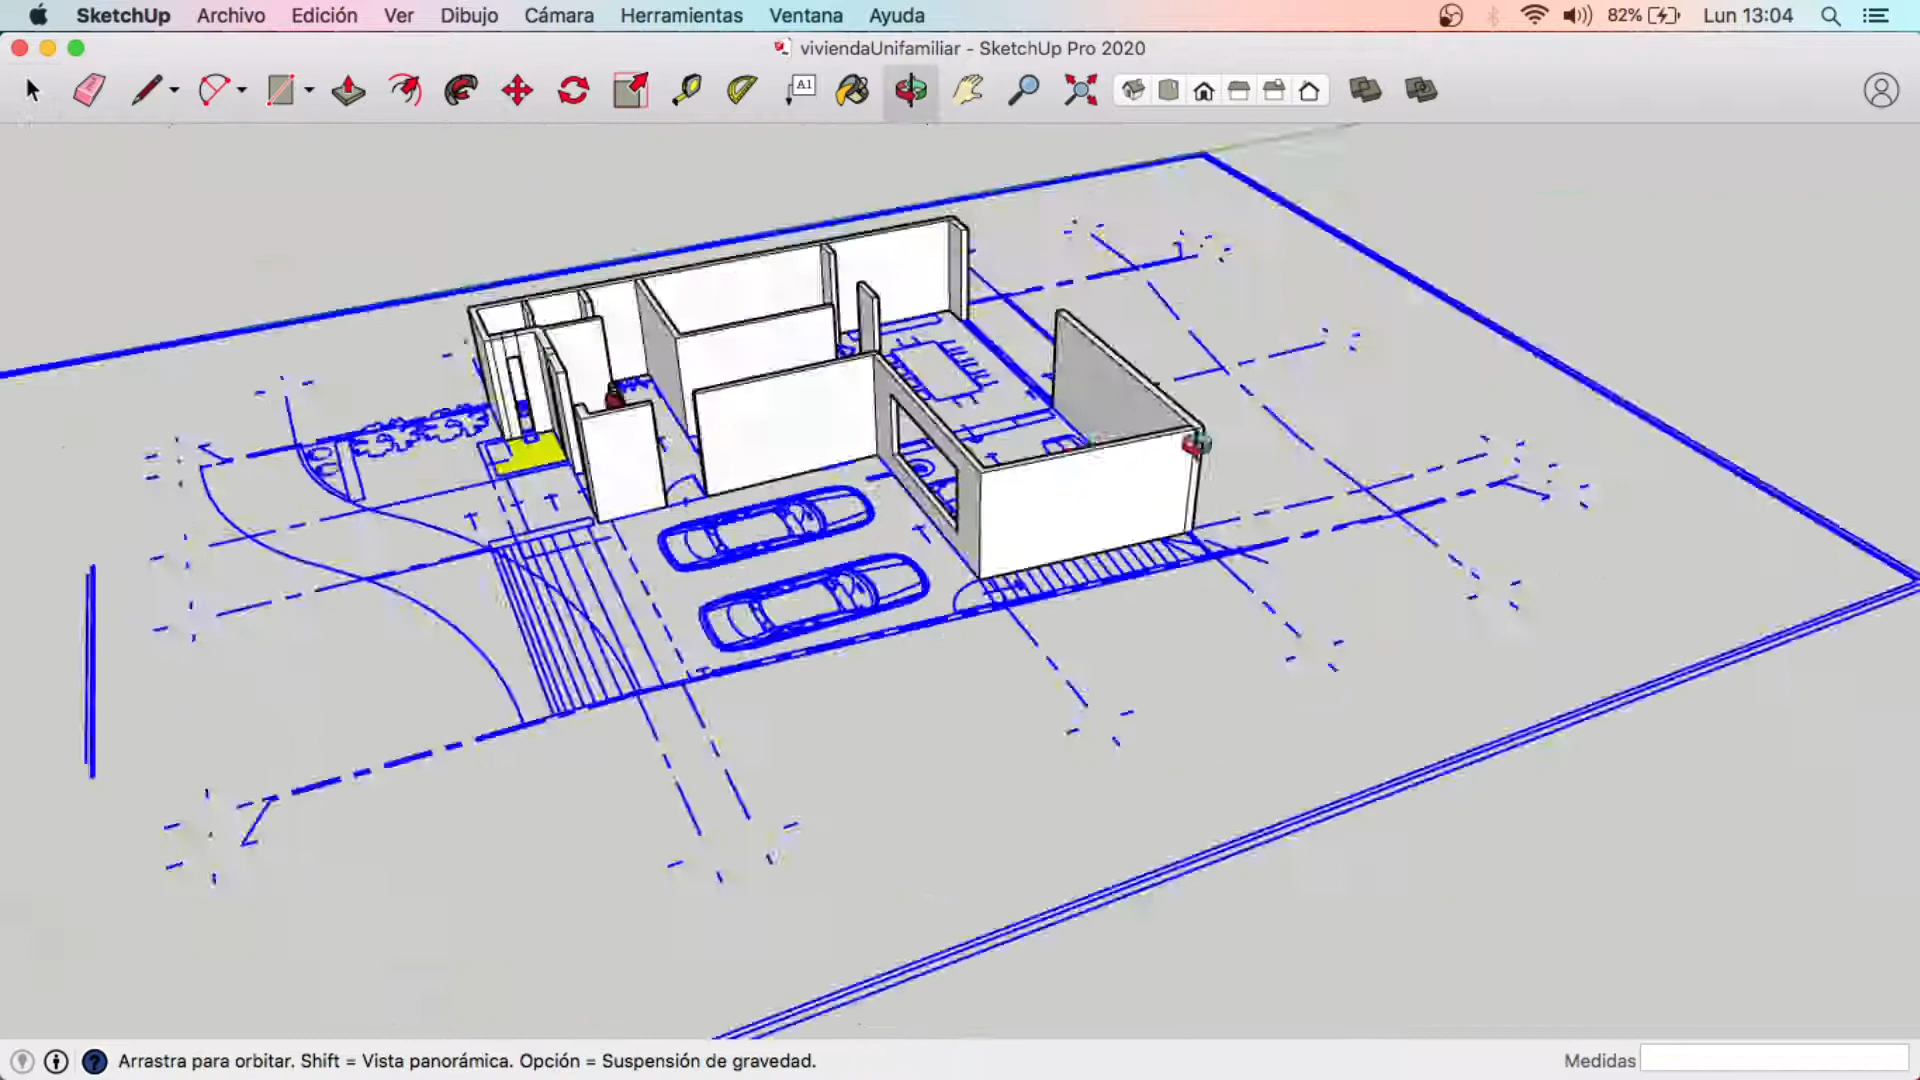 SketchUp Archivo Edición Ver Dibujo Cámara Herramientas Ventana Ayuda 82% Lun 13:04
viviendaUnifamiliar - SketchUp Pro 2020
A1
Arrastra para orbitar. Shift = Vista panorámica. Opción = Suspensión de gravedad. Medidas